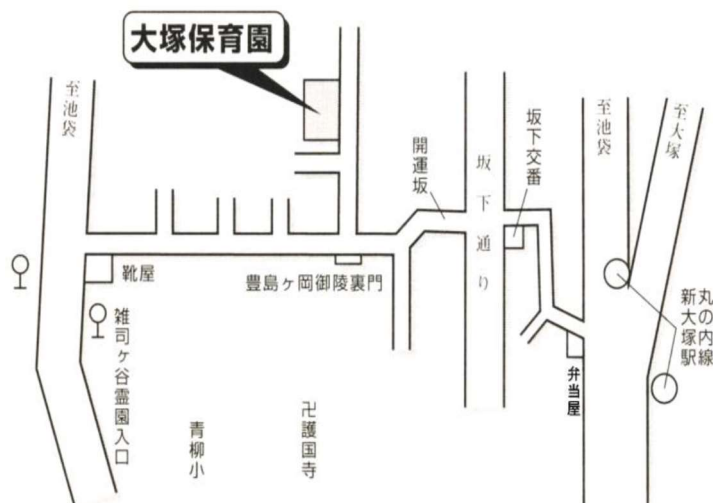 大塚保育園
至池袋
開運坂
坂下通り
坂下交番
至池袋
至大塚
靴屋
豊島ヶ岡御陵裏門
雑司ヶ谷霊園入口
青柳小
卍護国寺
弁当屋
丸の内線
新大塚駅